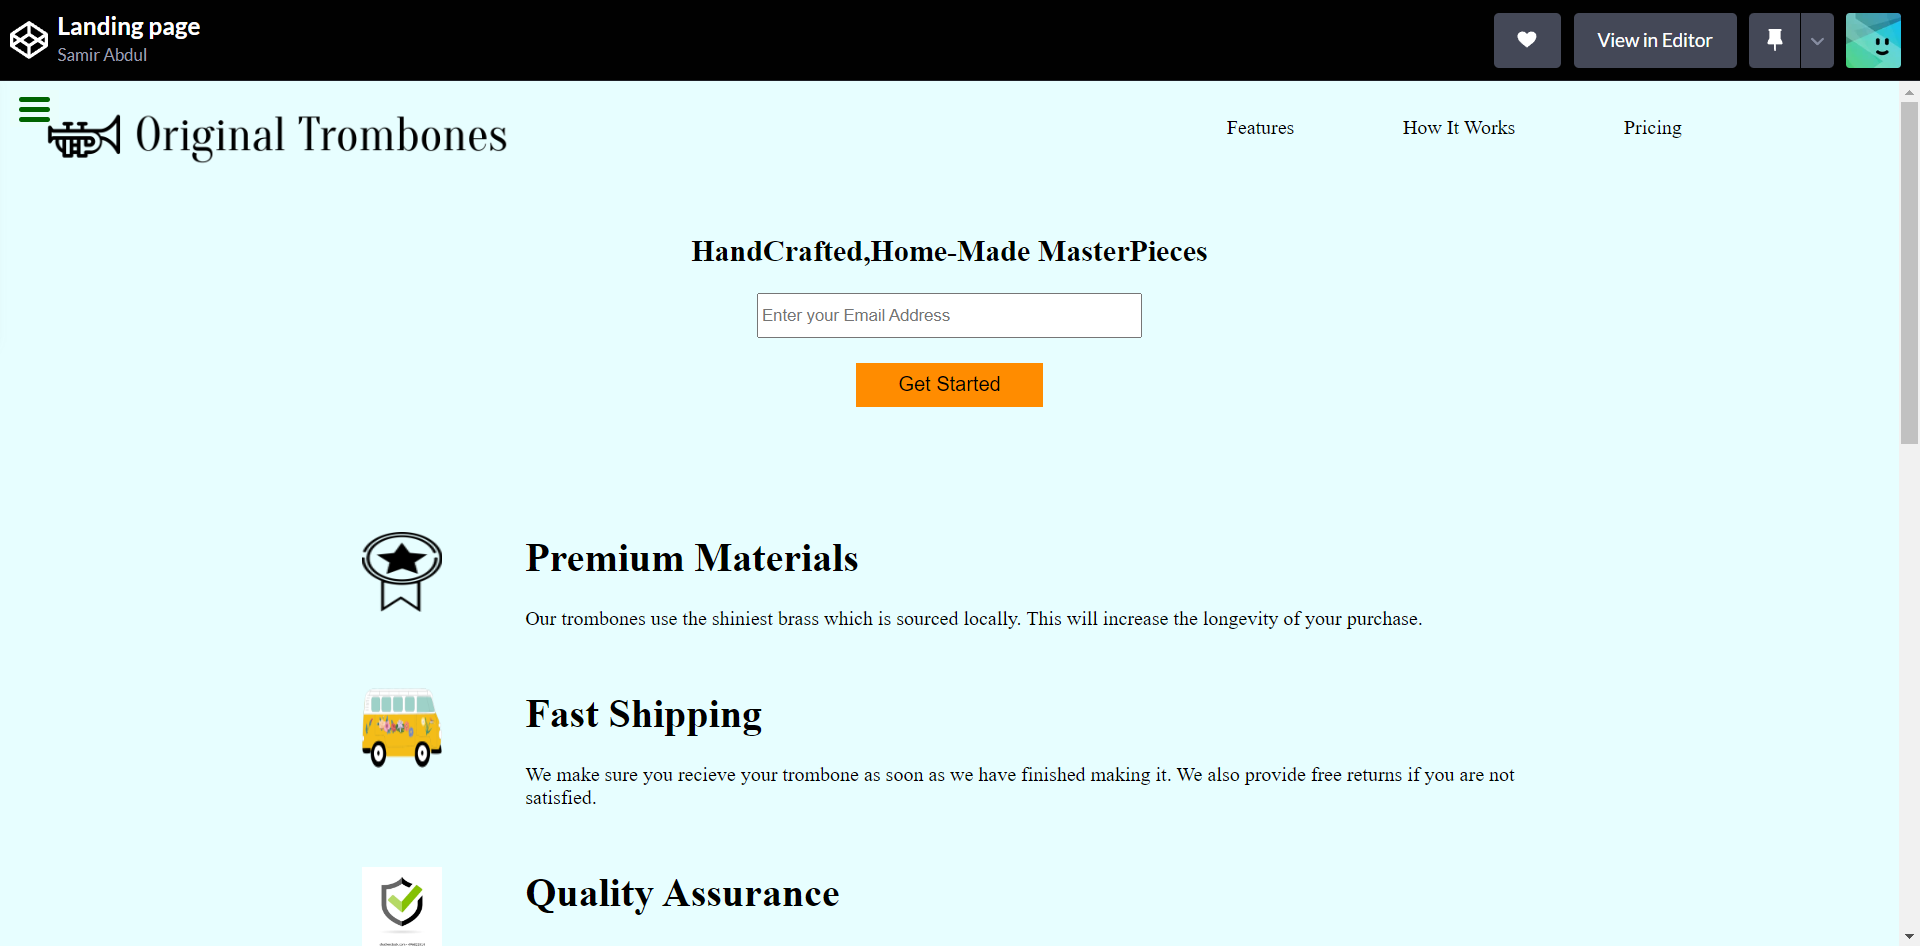 Landing page
Samir Abdul
View in Editor
Original Trombones
Features
How It Works
Pricing
HandCrafted,Home-Made MasterPieces
Enter your Email Address
Get Started
Premium Materials
Our trombones use the shiniest brass which is sourced locally. This will increase the longevity of your purchase.
Fast Shipping
We make sure you recieve your trombone as soon as we have finished making it. We also provide free returns if you are not
satisfied.
Quality Assurance